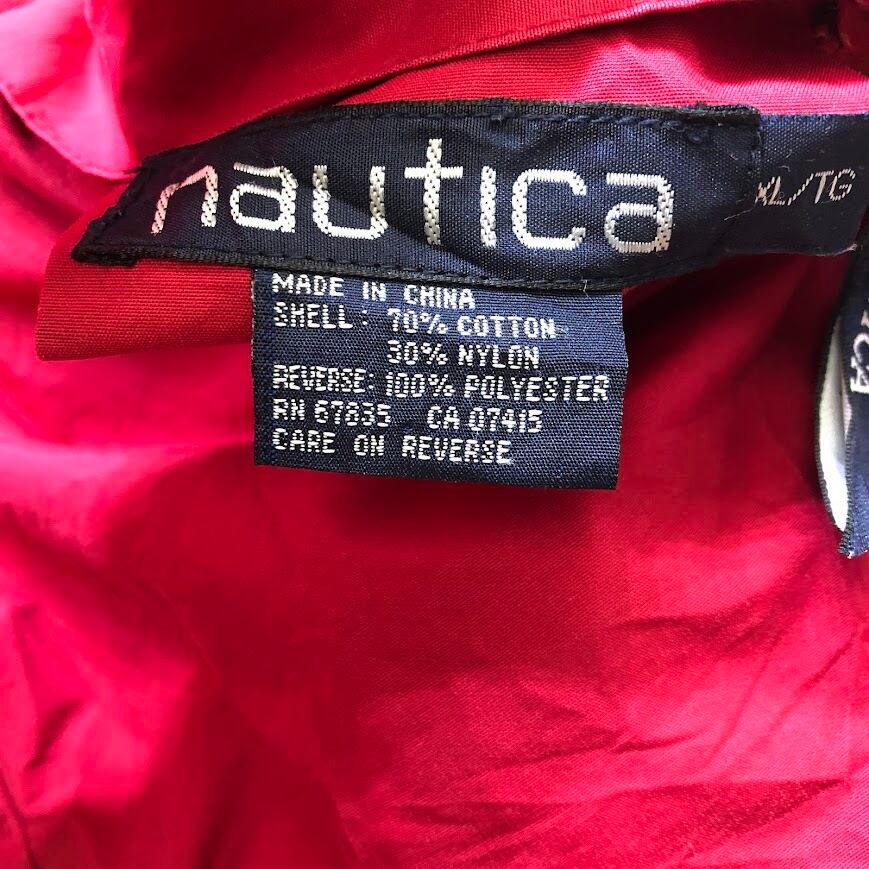 nautica
XL/TG
MADE IN CHINA
SHELL: 70% COTTON
30% NYLON
REVERSE: 100% POLYESTER
RN 67835 CA 07415
CARE ON REVERSE